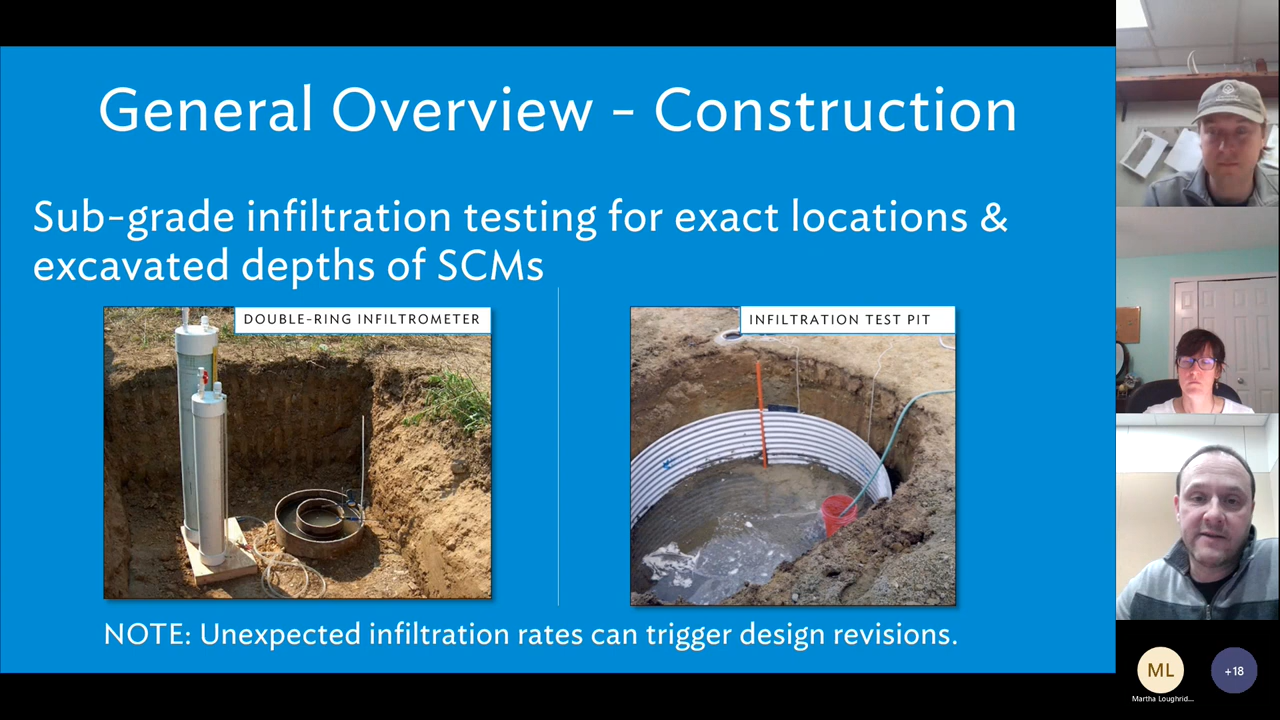 General Overview - Construction
Sub-grade infiltration testing for exact locations &
excavated depths of SCMs
DOUBLE-RING INFILTROMETER
INFILTRATION TEST PIT
NOTE: Unexpected infiltration rates can trigger design revisions.
ML
+18
Martha Loughrid...